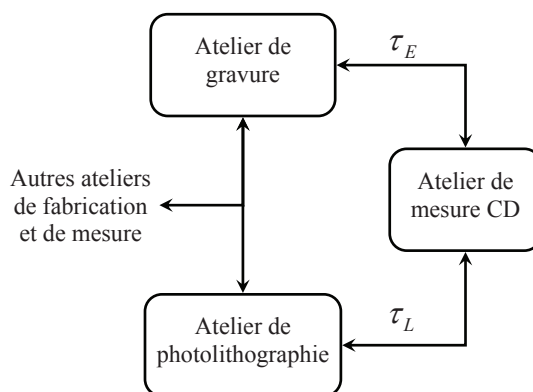 Atelier de
gravure
τ_E
Autres ateliers
de fabrication
et de mesure
Atelier de
mesure CD
Atelier de
photolithographie
τ_L